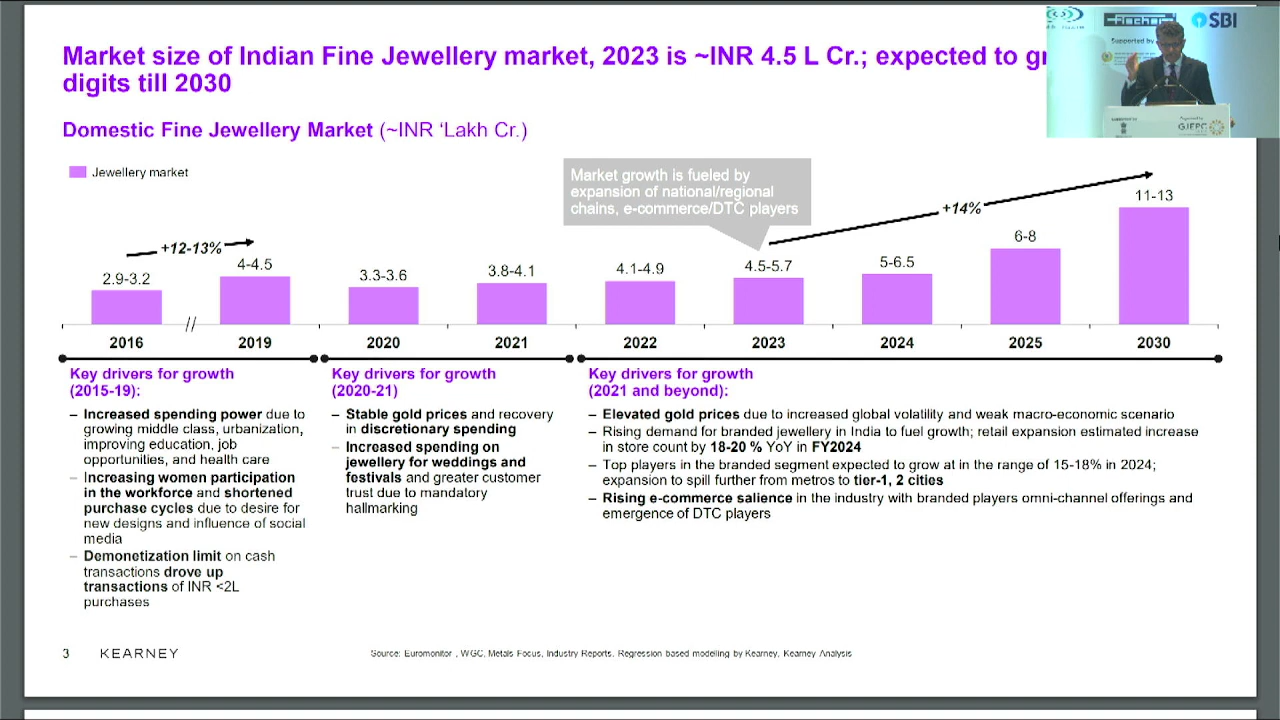 Market size of Indian Fine Jewellery market, 2023 is ~INR 4.5 L Cr.; expected to
digits till 2030
Domestic Fine Jewellery Market (~INR ‘Lakh Cr.)
SBI
Supported by
GJEPC
Jewellery market
Market growth is fueled by
expansion of national/regional
chains, e-commerce/DTC players
+12-13%
+14%
2.9-3.2
4-4.5
3.3-3.6
3.8-4.1
4.1-4.9
4.5-5.7
5-6.5
6-8
11-13
2016
2019
2020
2021
2022
2023
2024
2025
2030
Key drivers for growth
(2015-19):
– Increased spending power due to
growing middle class, urbanization,
improving education, job
opportunities, and health care
– Increasing women participation
in the workforce and shortened
purchase cycles due to desire for
new designs and influence of social
media
– Demonetization limit on cash
transactions drove up
transactions of INR <2L
purchases
Key drivers for growth
(2020-21)
– Stable gold prices and recovery
in discretionary spending
– Increased spending on
jewellery for weddings and
festivals and greater customer
trust due to mandatory
hallmarking
Key drivers for growth
(2021 and beyond):
– Elevated gold prices due to increased global volatility and weak macro-economic scenario
– Rising demand for branded jewellery in India to fuel growth; retail expansion estimated increase
in store count by 18-20 % YoY in FY2024
– Top players in the branded segment expected to grow at in the range of 15-18% in 2024;
expansion to spill further from metros to tier-1, 2 cities
– Rising e-commerce salience in the industry with branded players omni-channel offerings and
emergence of DTC players
3 KEARNEY
Source: Euromonitor , WGC, Metals Focus, Industry Reports. Regression based modelling by Kearney, Kearney Analysis